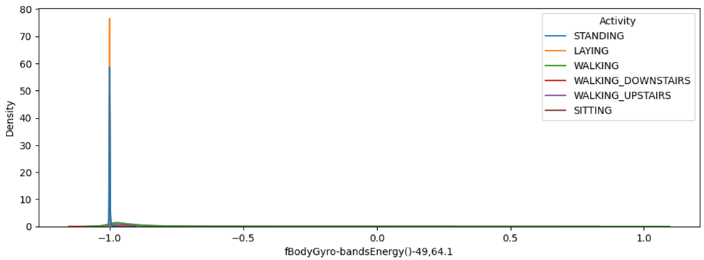 80
70
60
50
40
30
20
10
0
Density
−1.0
−0.5
0.0
0.5
1.0
fBodyGyro-bandsEnergy()-49,64.1
Activity
STANDING
LAYING
WALKING
WALKING_DOWNSTAIRS
WALKING_UPSTAIRS
SITTING